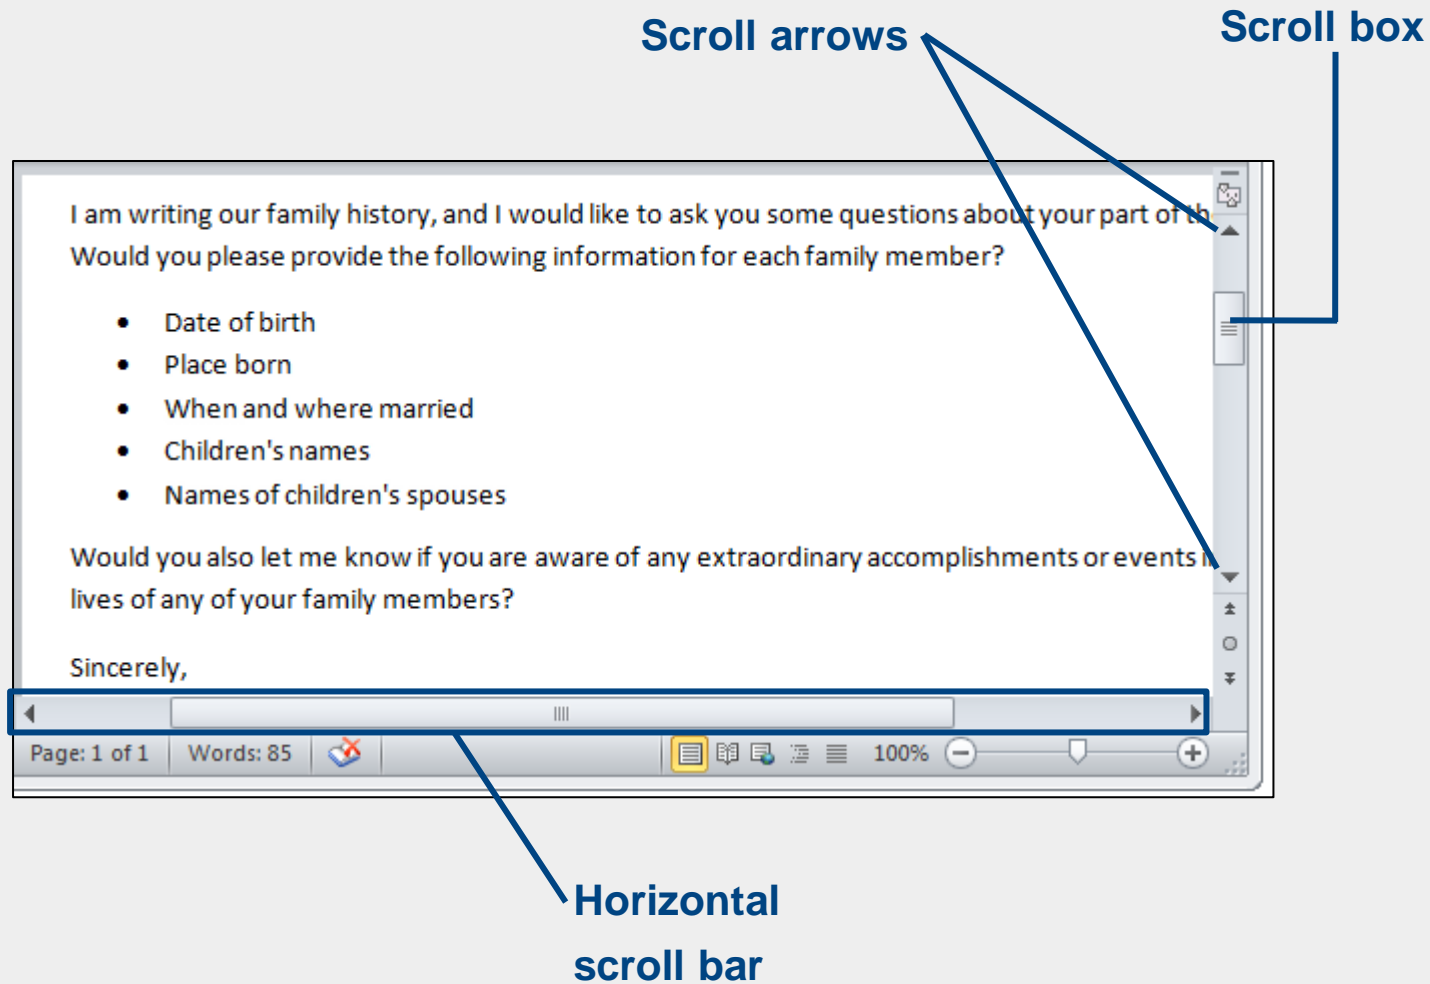 Scroll arrows
Scroll box
I am writing our family history, and I would like to ask you some questions about your part of th
Would you please provide the following information for each family member?
• Date of birth
• Place born
• When and where married
• Children's names
• Names of children's spouses
Would you also let me know if you are aware of any extraordinary accomplishments or events i
lives of any of your family members?
Sincerely,
Page: 1 of 1 Words: 85 100%
Horizontal
scroll bar